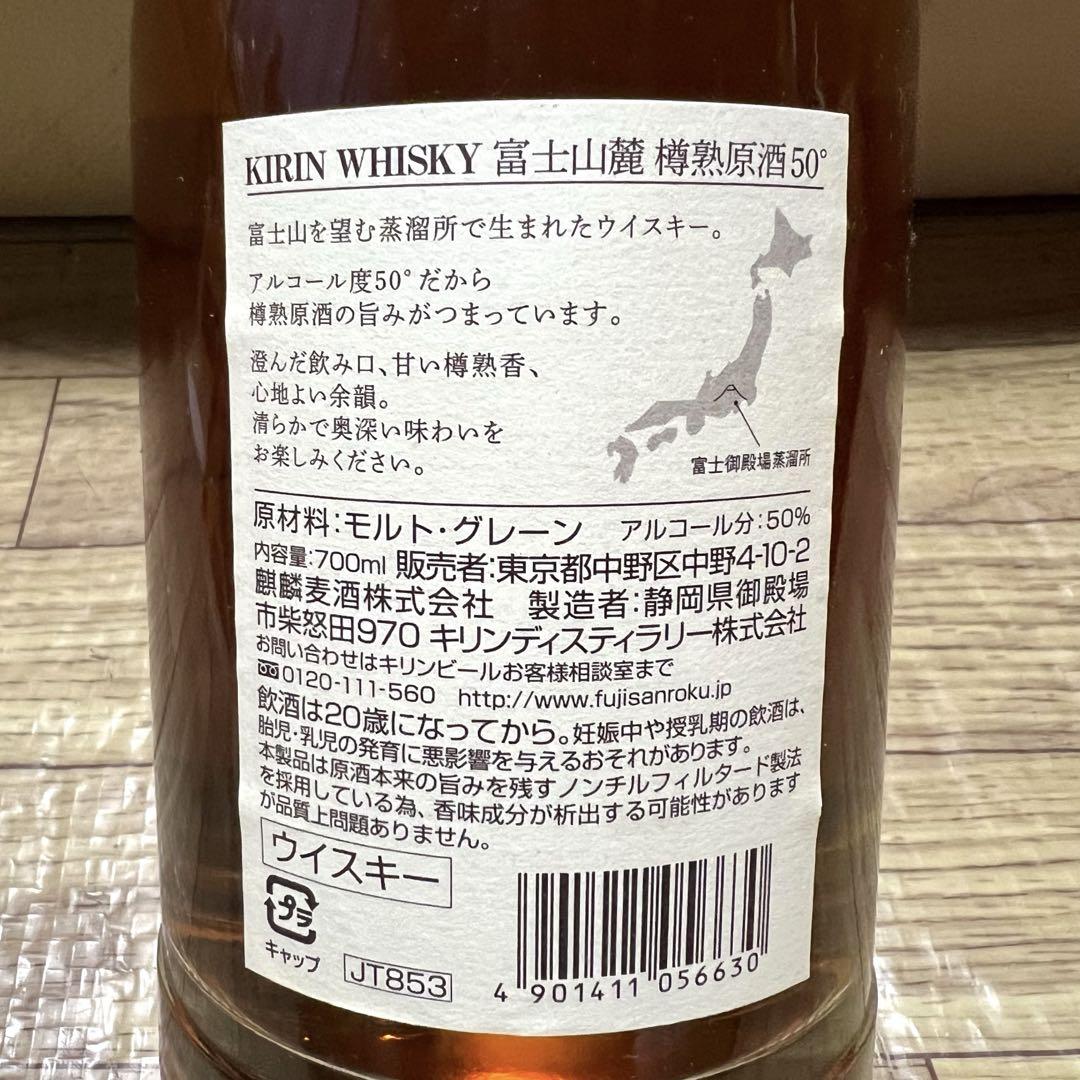 KIRIN WHISKY 富士山麓 樽熟原酒50°
富士山を望む蒸溜所で生まれたウイスキー。
アルコール度50°だから
樽熟原酒の旨みがつまっています。
澄んだ飲み口、甘い樽熟香、
心地よい余韻。
清らかで奥深い味わいを
お楽しみください。
富士御殿場蒸溜所
原材料:モルト・グレーン アルコール分:50%
内容量:700ml 販売者:東京都中野区中野4-10-2
麒麟麦酒株式会社 製造者:静岡県御殿場
市柴怒田970 キリンディスティラリー株式会社
お問い合わせはキリンビールお客様相談室まで
0120-111-560 http://www.fujisanroku.jp
飲酒は20歳になってから。妊娠中や授乳期の飲酒は、
胎児・乳児の発育に悪影響を与えるおそれがあります。
本製品は原酒本来の旨みを残すノンチルフィルタード製法
を採用している為、香味成分が析出する可能性があります
が品質上問題ありません。
ウイスキー
プラ
キャップ
JT853
4 901411 056630